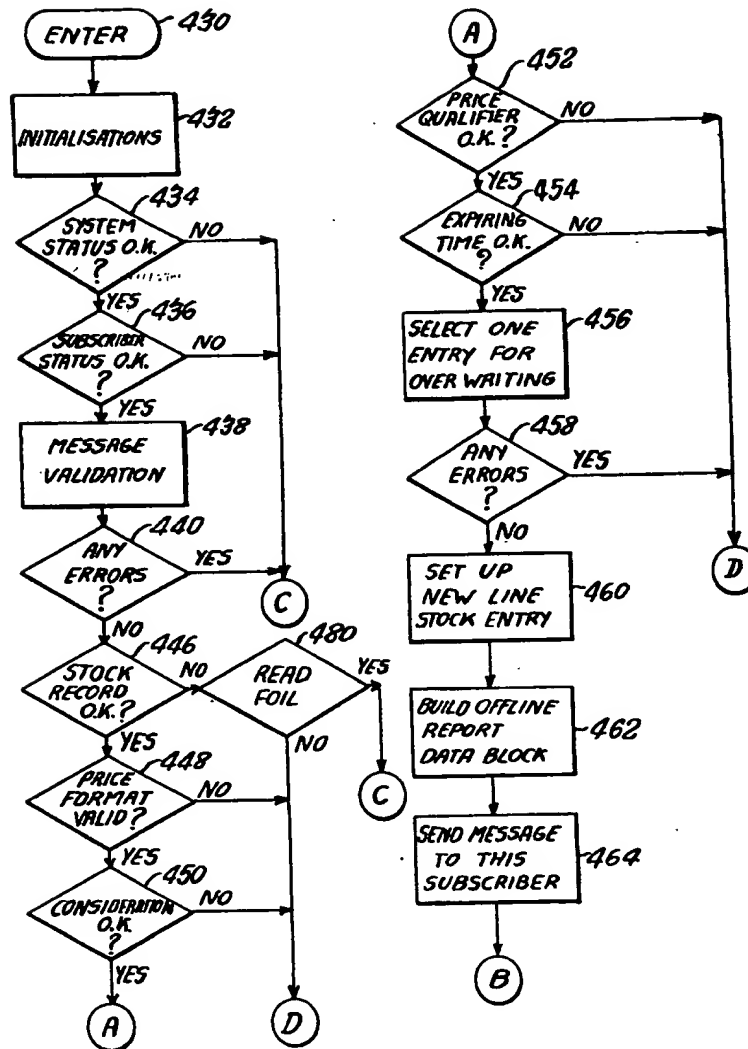 ENTER
430
INITIALISATIONS
432
434
SYSTEM
STATUS O.K.
?
NO
YES
436
SUBSCRIBER
STATUS O.K.
?
NO
YES
438
MESSAGE
VALIDATION
440
ANY
ERRORS
?
YES
C
NO
446
STOCK
RECORD
O.K.?
NO
480
READ
FOIL
YES
C
NO
YES
448
PRICE
FORMAT
VALID?
NO
YES
450
CONSIDERATION
O.K.
?
NO
YES
A
D
A
452
PRICE
QUALIFIER
O.K.?
NO
YES
454
EXPIRING
TIME O.K.
?
NO
YES
SELECT ONE
ENTRY FOR
OVER WRITING
456
458
ANY
ERRORS
?
YES
D
NO
SET UP
NEW LINE
STOCK ENTRY
460
BUILD OFFLINE
REPORT
DATA BLOCK
462
SEND MESSAGE
TO THIS
SUBSCRIBER
464
B